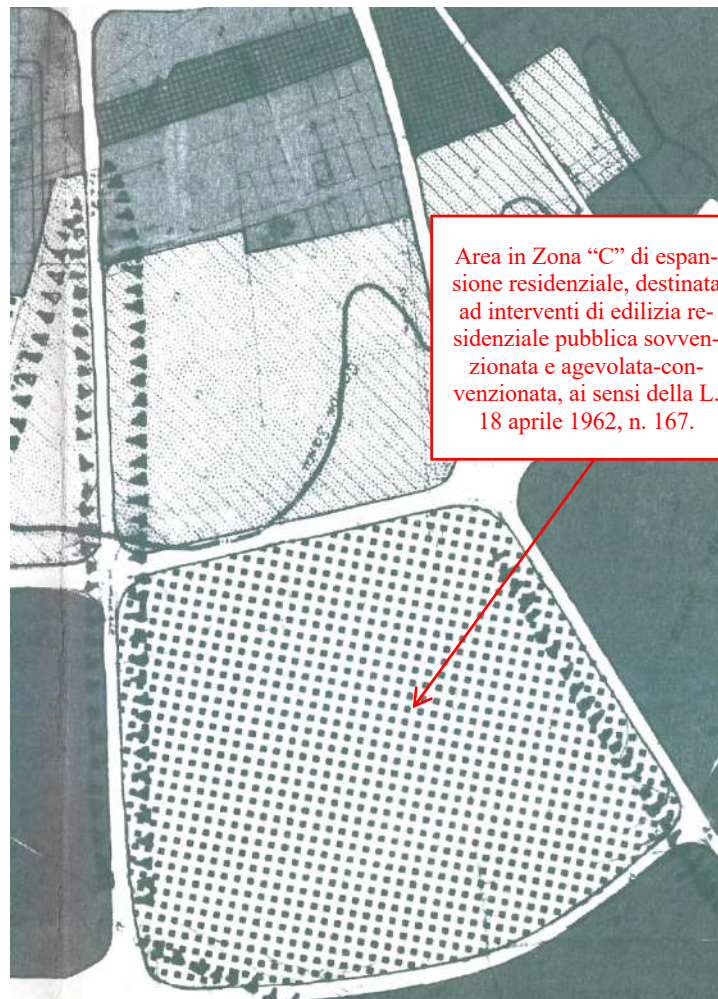 Area in Zona “C” di espan-
sione residenziale, destinata
ad interventi di edilizia re-
sidenziale pubblica sovven-
zionata e agevolata-con-
venzionata, ai sensi della L.
18 aprile 1962, n. 167.